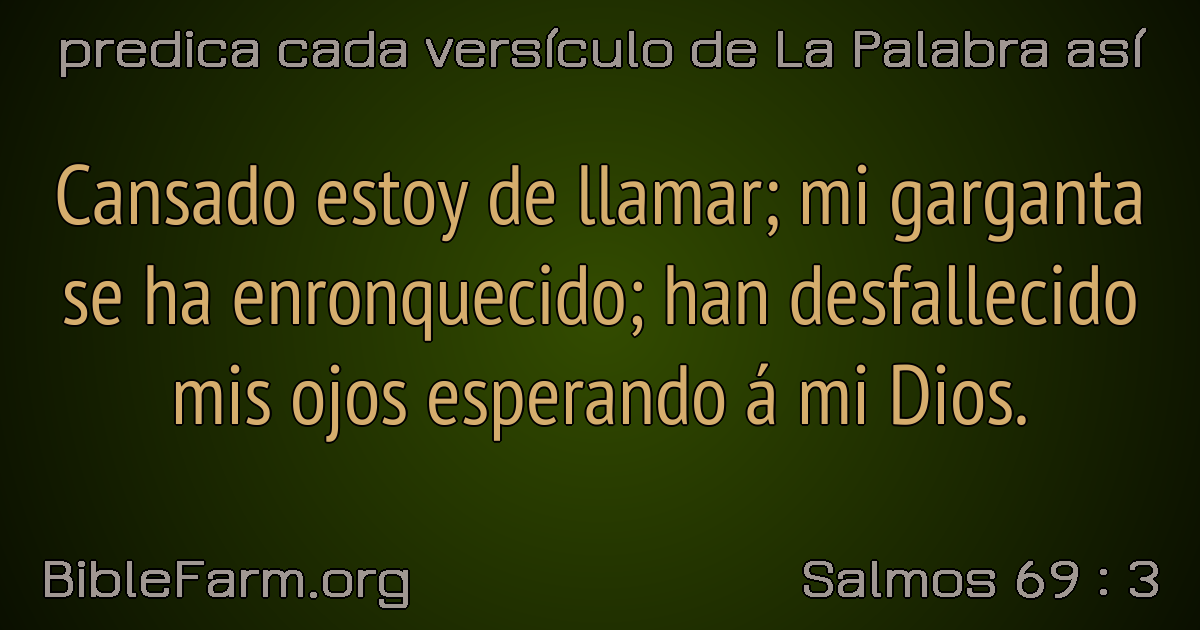 predica cada versículo de La Palabra así
Cansado estoy de llamar; mi garganta
se ha enronquecido; han desfallecido
mis ojos esperando á mi Dios.
BibleFarm.org
Salmos 69 : 3